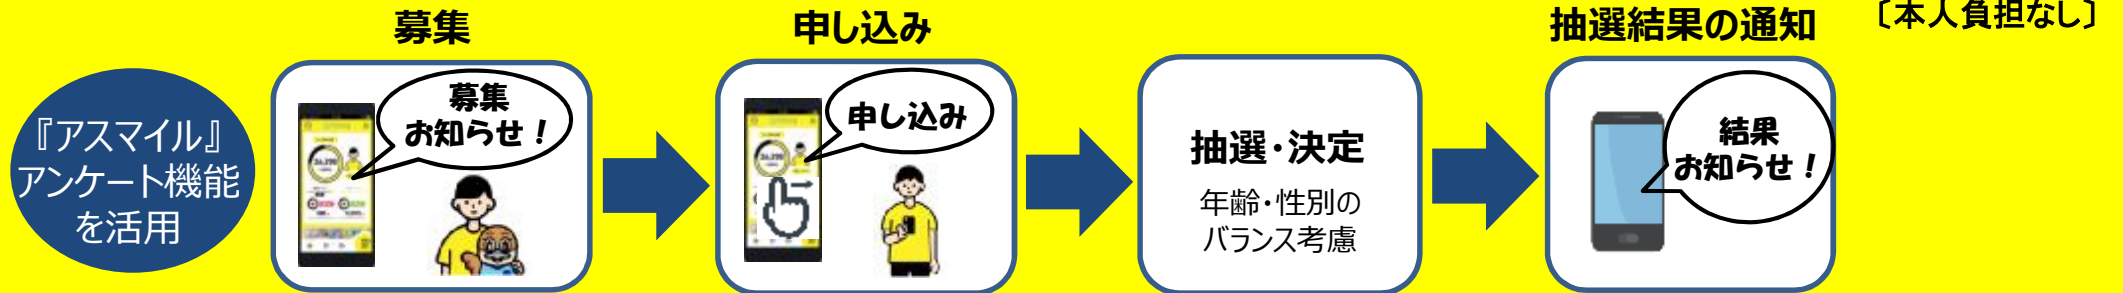 募集
申し込み
抽選結果の通知
〔本人負担なし〕
『アスマイル』
アンケート機能
を活用
募集
お知らせ！
申し込み
抽選・決定
年齢・性別の
バランス考慮
結果
お知らせ！